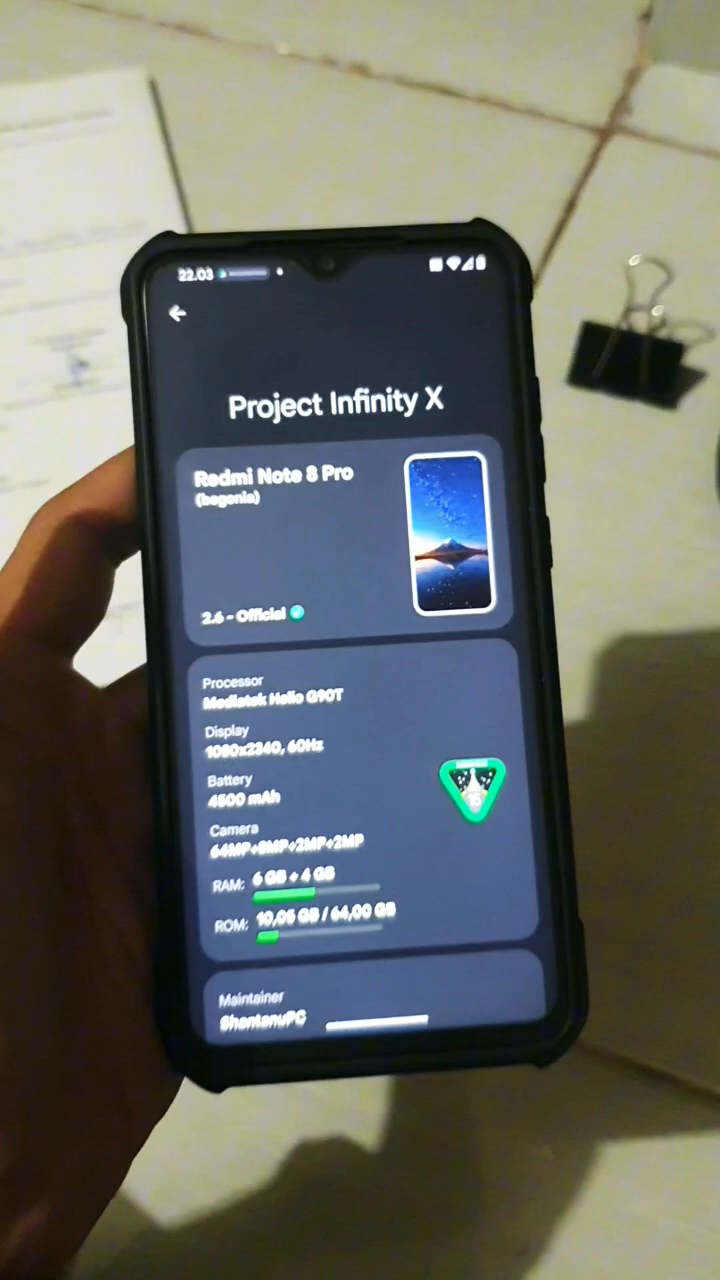 22.03
Project Infinity X
Redmi Note 8 Pro
(begonia)
2.6 - Official
Processor
Mediatek Helio G90T
Display
1080x2340, 60Hz
Battery
4500 mAh
Camera
64MP+8MP+2MP+2MP
RAM: 6 GB + 4 GB
ROM: 10,05 GB / 64,00 GB
15
Maintainer
ShantanuPC